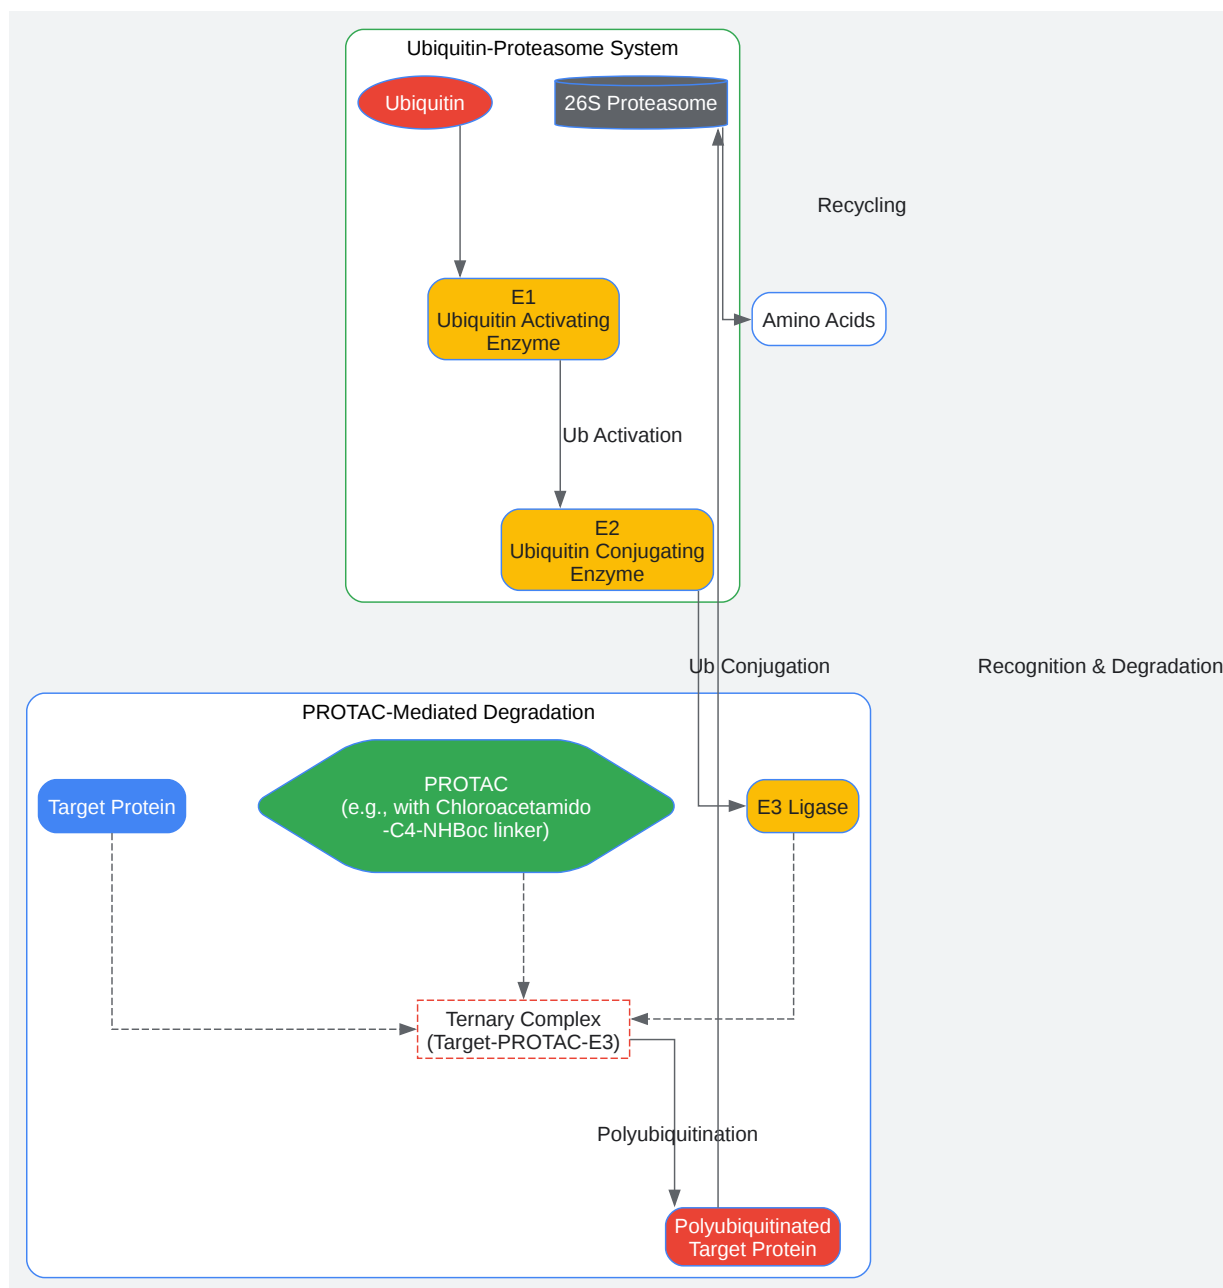 Ubiquitin-Proteasome System
Ubiquitin
26S Proteasome
Recycling
E1
Ubiquitin Activating
Enzyme
Amino Acids
Ub Activation
E2
Ubiquitin Conjugating
Enzyme
Ub Conjugation
Recognition & Degradation
PROTAC-Mediated Degradation
Target Protein
PROTAC
(e.g., with Chloroacetamido
-C4-NHBoc linker)
E3 Ligase
Ternary Complex
(Target-PROTAC-E3)
Polyubiquitination
Polyubiquitinated
Target Protein